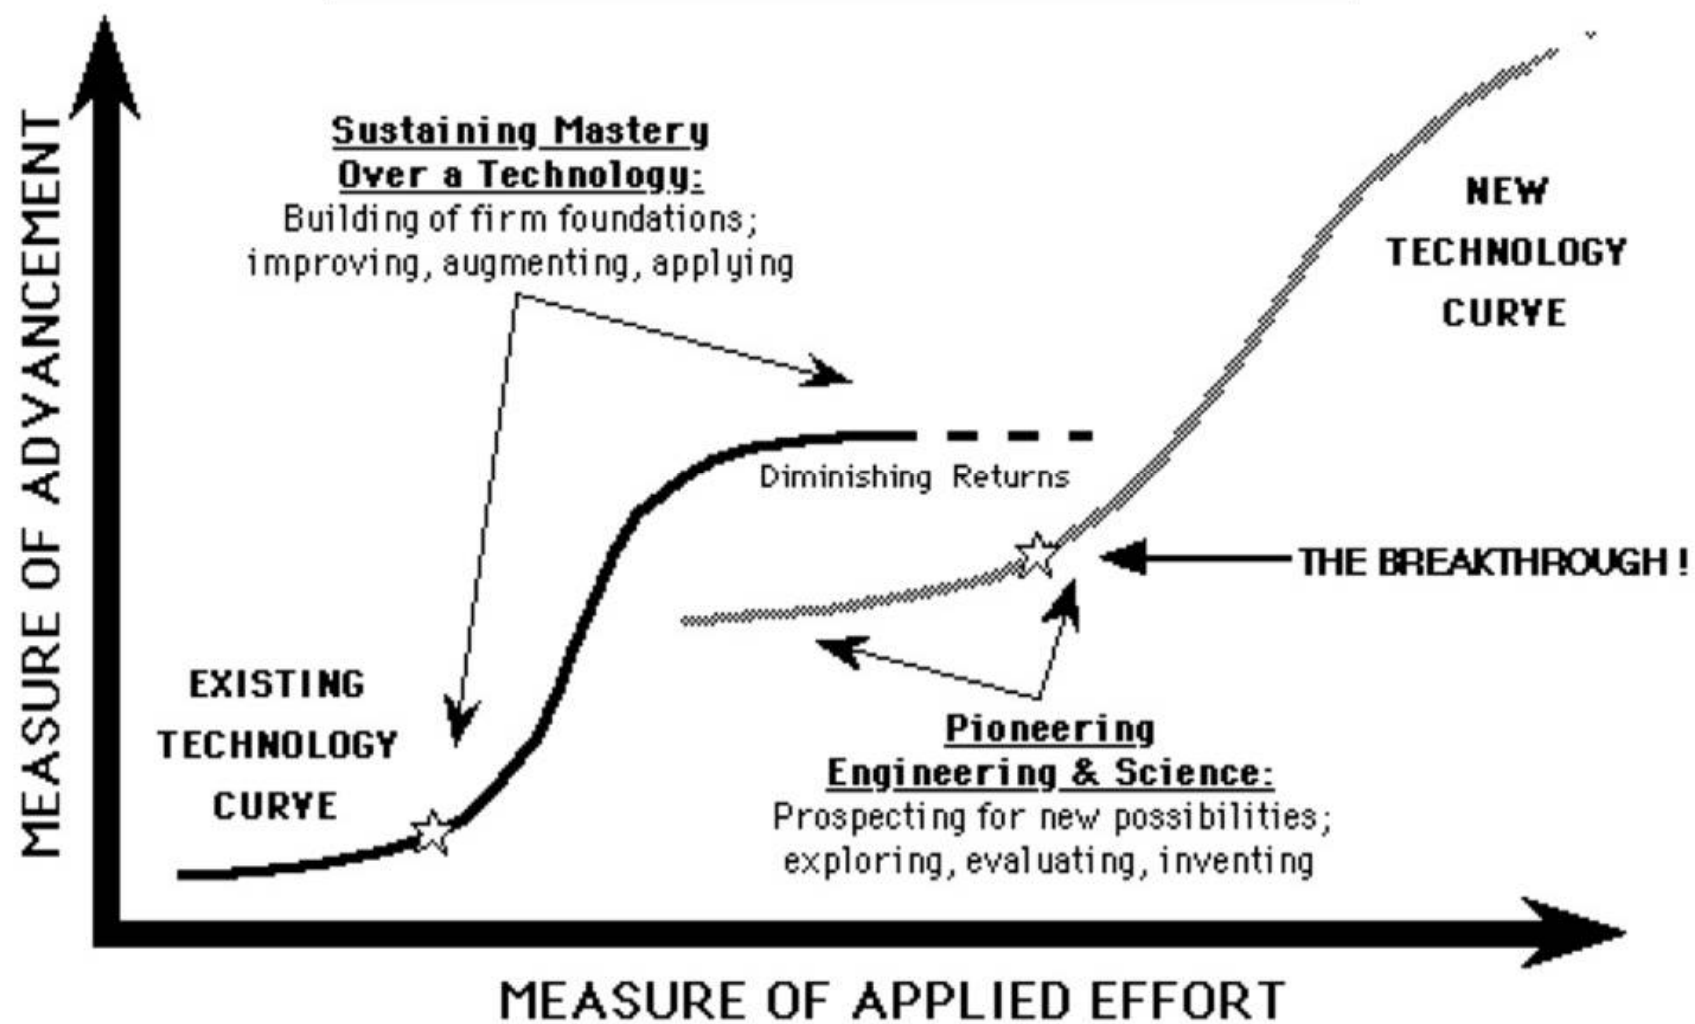 MEASURE OF ADVANCEMENT
Sustaining Mastery
Over a Technology:
Building of firm foundations;
improving, augmenting, applying
NEW
TECHNOLOGY
CURVE
Diminishing Returns
THE BREAKTHROUGH !
EXISTING
TECHNOLOGY
CURVE
Pioneering
Engineering & Science:
Prospecting for new possibilities;
exploring, evaluating, inventing
MEASURE OF APPLIED EFFORT